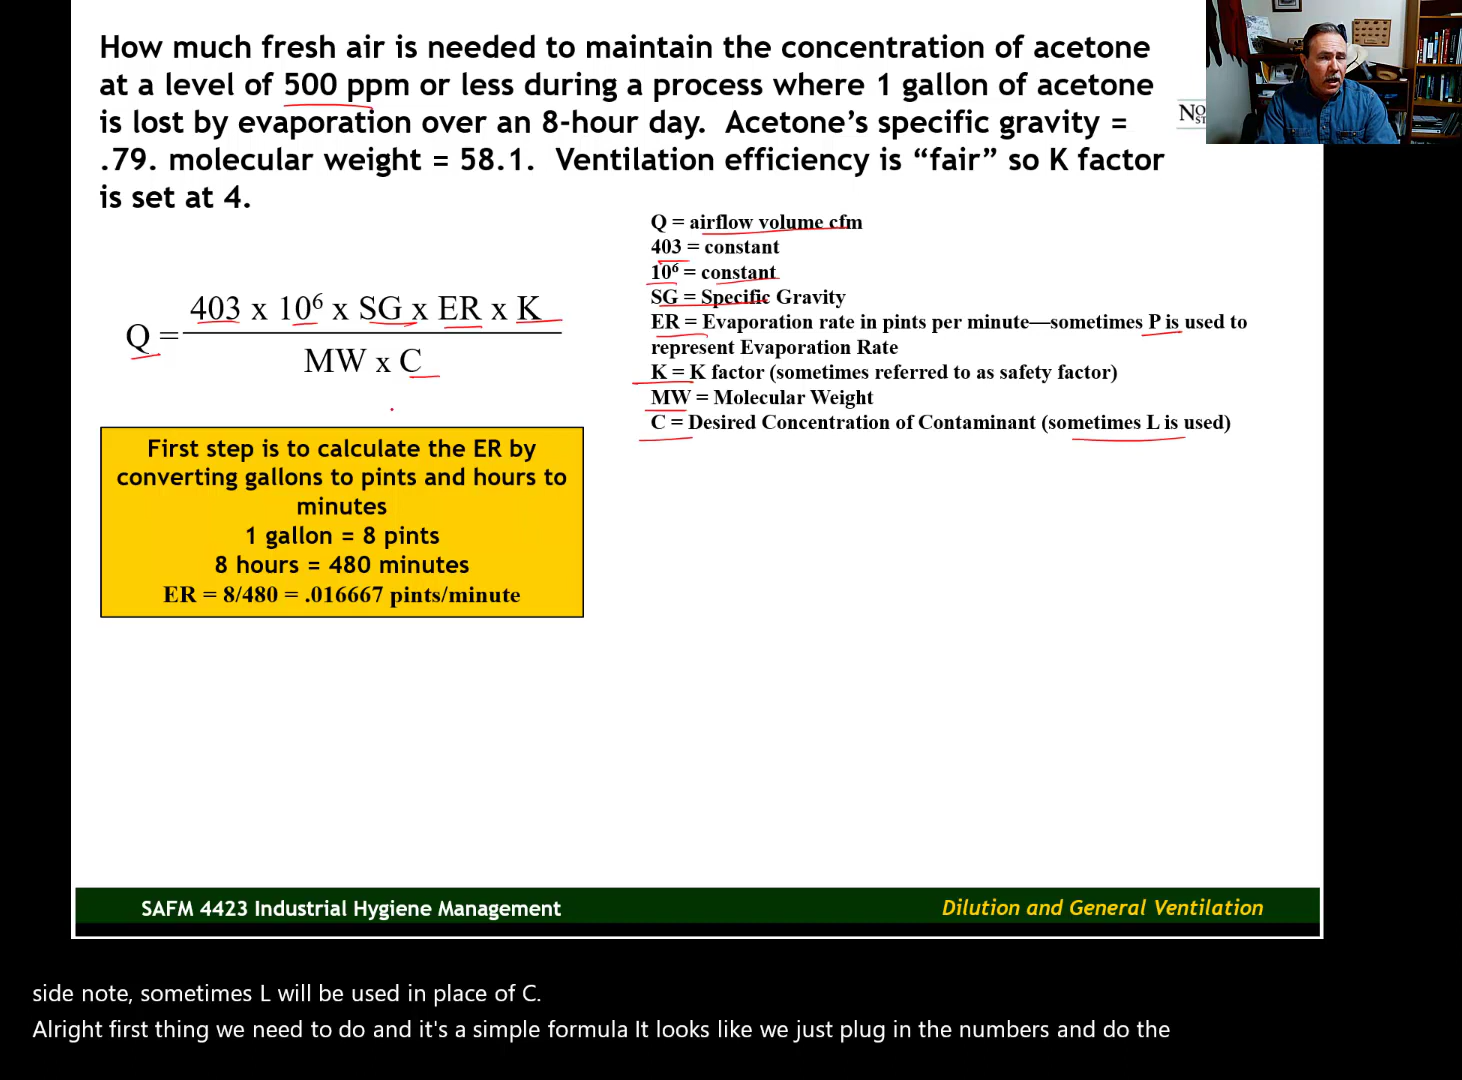 How much fresh air is needed to maintain the concentration of acetone
at a level of 500 ppm or less during a process where 1 gallon of acetone
is lost by evaporation over an 8-hour day.  Acetone’s specific gravity =
.79. molecular weight = 58.1.  Ventilation efficiency is “fair” so K factor
is set at 4.
Q = airflow volume cfm
403 = constant
10⁶ = constant
SG = Specific Gravity
ER = Evaporation rate in pints per minute—sometimes P is used to
represent Evaporation Rate
K = K factor (sometimes referred to as safety factor)
MW = Molecular Weight
C = Desired Concentration of Contaminant (sometimes L is used)
403 x 10⁶ x SG x ER x K
Q =
MW x C
First step is to calculate the ER by
converting gallons to pints and hours to
minutes
1 gallon = 8 pints
8 hours = 480 minutes
ER = 8/480 = .016667 pints/minute
SAFM 4423 Industrial Hygiene Management
Dilution and General Ventilation
side note, sometimes L will be used in place of C.
Alright first thing we need to do and it's a simple formula It looks like we just plug in the numbers and do the